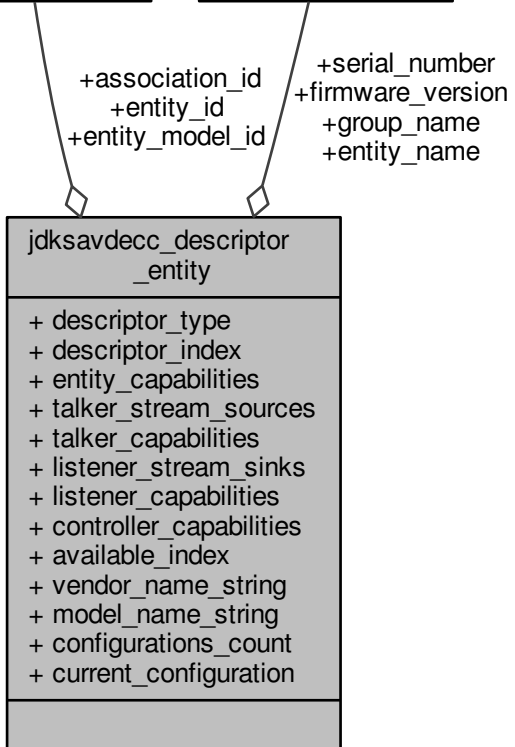 +association_id
+entity_id
+entity_model_id
+serial_number
+firmware_version
+group_name
+entity_name
jdksavdecc_descriptor
_entity
+ descriptor_type
+ descriptor_index
+ entity_capabilities
+ talker_stream_sources
+ talker_capabilities
+ listener_stream_sinks
+ listener_capabilities
+ controller_capabilities
+ available_index
+ vendor_name_string
+ model_name_string
+ configurations_count
+ current_configuration